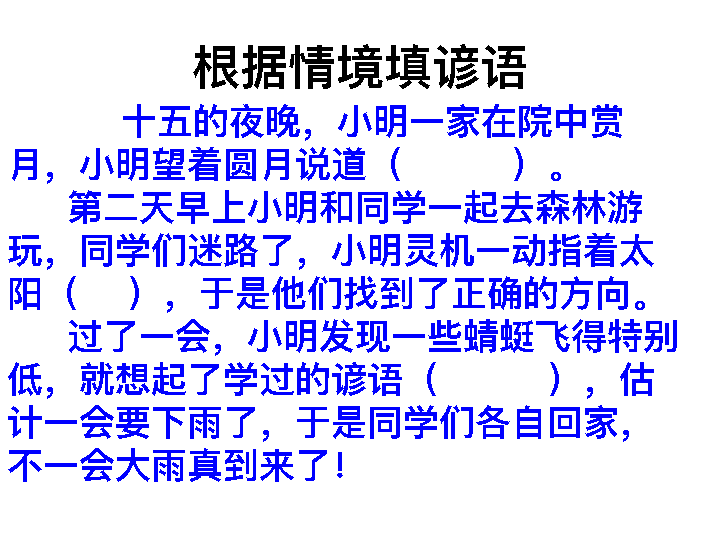 根据情境填谚语
十五的夜晚，小明一家在院中赏
月，小明望着圆月说道（　　　）。
第二天早上小明和同学一起去森林游
玩，同学们迷路了，小明灵机一动指着太
阳（　），于是他们找到了正确的方向。
过了一会，小明发现一些蜻蜓飞得特别
低，就想起了学过的谚语（　　　），估
计一会要下雨了，于是同学们各自回家，
不一会大雨真到来了！